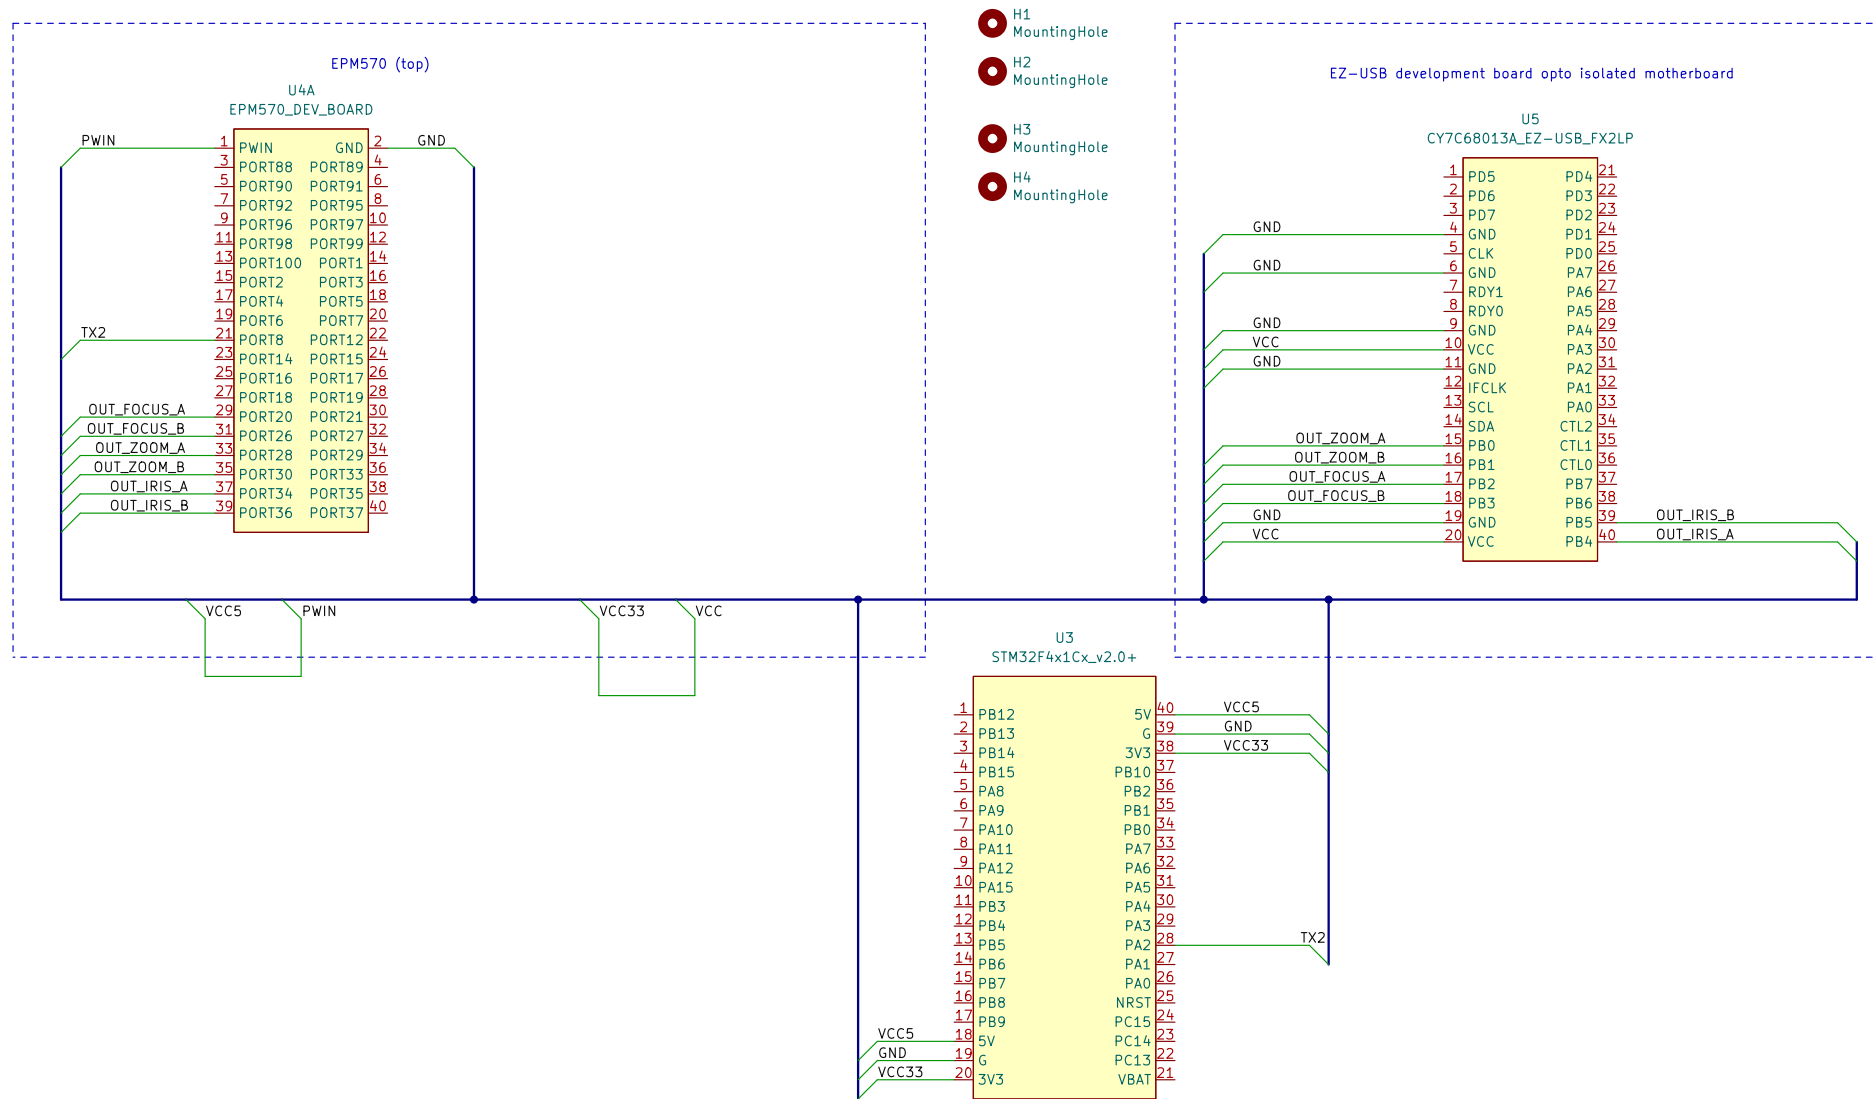 H1
MountingHole
H2
MountingHole
H3
MountingHole
H4
MountingHole
EPM570 (top)
U4A
EPM570_DEV_BOARD
PWIN 1 PWIN GND 2 GND
3 PORT88 PORT89 4
5 PORT90 PORT91 6
7 PORT92 PORT95 8
9 PORT96 PORT97 10
11 PORT98 PORT99 12
13 PORT100 PORT1 14
15 PORT2 PORT3 16
17 PORT4 PORT5 18
19 PORT6 PORT7 20
TX2 21 PORT8 PORT12 22
23 PORT14 PORT15 24
25 PORT16 PORT17 26
27 PORT18 PORT19 28
OUT_FOCUS_A 29 PORT20 PORT21 30
OUT_FOCUS_B 31 PORT26 PORT27 32
OUT_ZOOM_A 33 PORT28 PORT29 34
OUT_ZOOM_B 35 PORT30 PORT33 36
OUT_IRIS_A 37 PORT34 PORT35 38
OUT_IRIS_B 39 PORT36 PORT37 40
VCC5 PWIN VCC33 VCC
EZ-USB development board opto isolated motherboard
U5
CY7C68013A_EZ-USB_FX2LP
1 PD5 PD4 21
2 PD6 PD3 22
3 PD7 PD2 23
GND 4 GND PD1 24
5 CLK PD0 25
GND 6 GND PA7 26
7 RDY1 PA6 27
8 RDY0 PA5 28
GND 9 GND PA4 29
VCC 10 VCC PA3 30
GND 11 GND PA2 31
12 IFCLK PA1 32
13 SCL PA0 33
14 SDA CTL2 34
OUT_ZOOM_A 15 PB0 CTL1 35
OUT_ZOOM_B 16 PB1 CTL0 36
OUT_FOCUS_A 17 PB2 PB7 37
OUT_FOCUS_B 18 PB3 PB6 38
GND 19 GND PB5 39 OUT_IRIS_B
VCC 20 VCC PB4 40 OUT_IRIS_A
U3
STM32F4x1Cx_v2.0+
1 PB12 5V 40 VCC5
2 PB13 G 39 GND
3 PB14 3V3 38 VCC33
4 PB15 PB10 37
5 PA8 PB2 36
6 PA9 PB1 35
7 PA10 PB0 34
8 PA11 PA7 33
9 PA12 PA6 32
10 PA15 PA5 31
11 PB3 PA4 30
12 PB4 PA3 29
13 PB5 PA2 28 TX2
14 PB6 PA1 27
15 PB7 PA0 26
16 PB8 NRST 25
17 PB9 PC15 24
VCC5 18 5V PC14 23
GND 19 G PC13 22
VCC33 20 3V3 VBAT 21